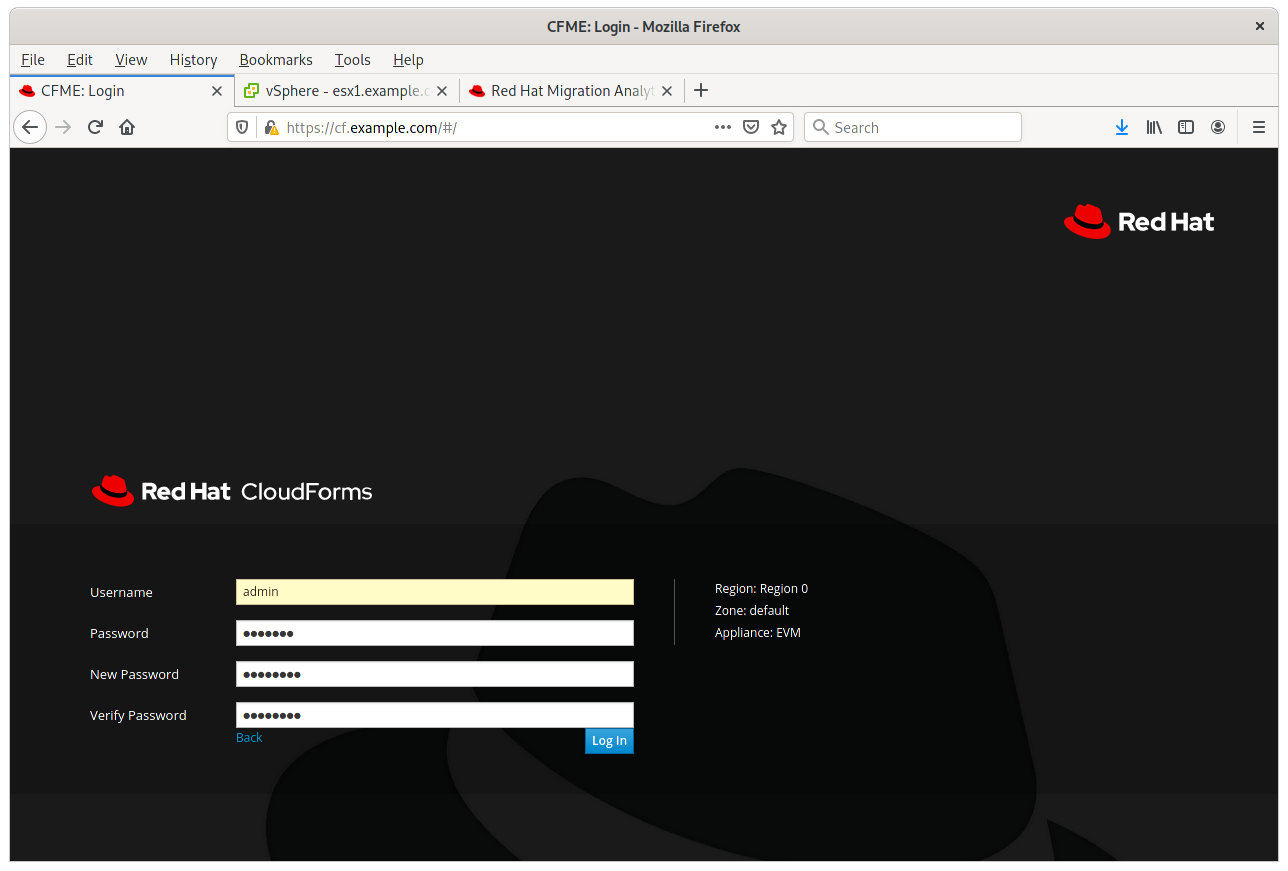 CFME: Login - Mozilla Firefox
File Edit View History Bookmarks Tools Help
CFME: Login vSphere - esx1.example.c Red Hat Migration Analyt
https://cf.example.com/#/ Search
Red Hat
Red Hat CloudForms
Username admin
Region: Region 0
Zone: default
Password
Appliance: EVM
New Password
Verify Password
Back Log In